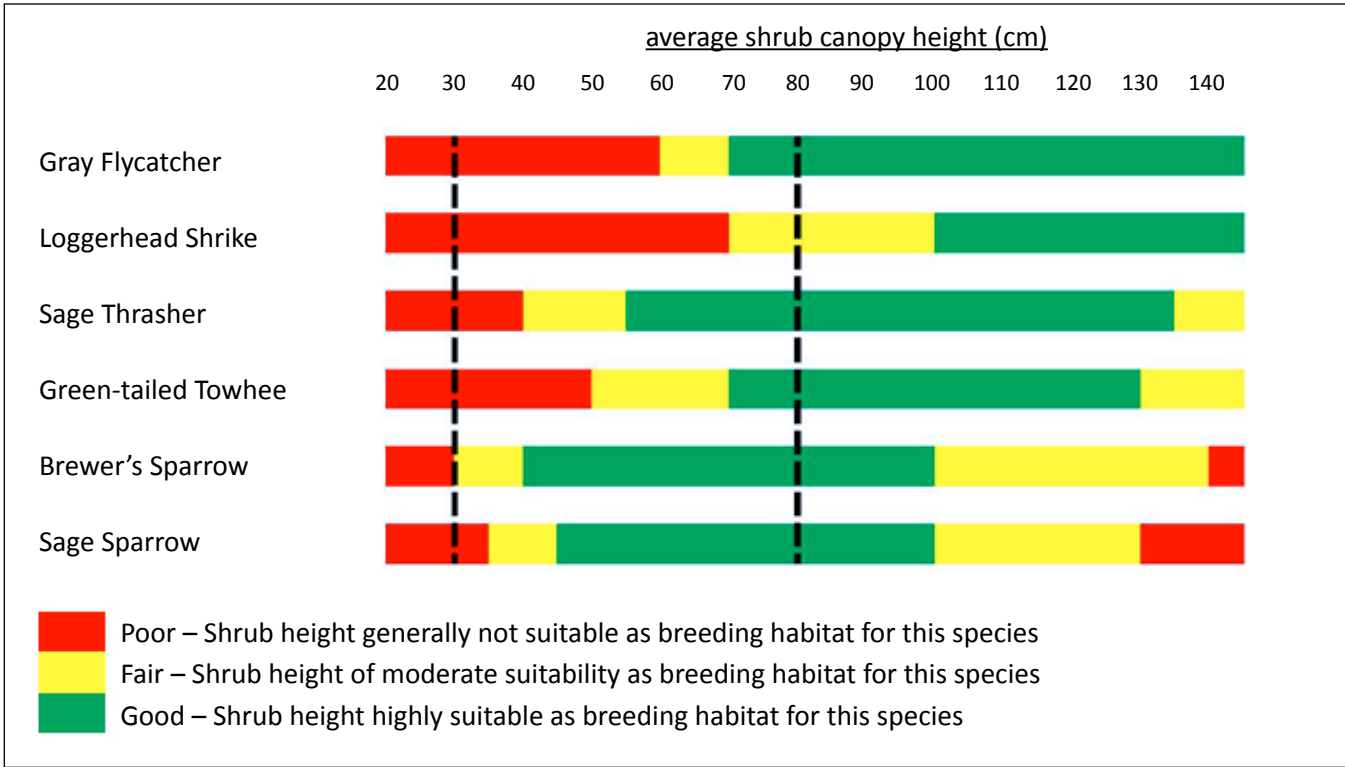 average shrub canopy height (cm)
20 30 40 50 60 70 80 90 100 110 120 130 140
Gray Flycatcher
Loggerhead Shrike
Sage Thrasher
Green-tailed Towhee
Brewer’s Sparrow
Sage Sparrow
Poor – Shrub height generally not suitable as breeding habitat for this species
Fair – Shrub height of moderate suitability as breeding habitat for this species
Good – Shrub height highly suitable as breeding habitat for this species